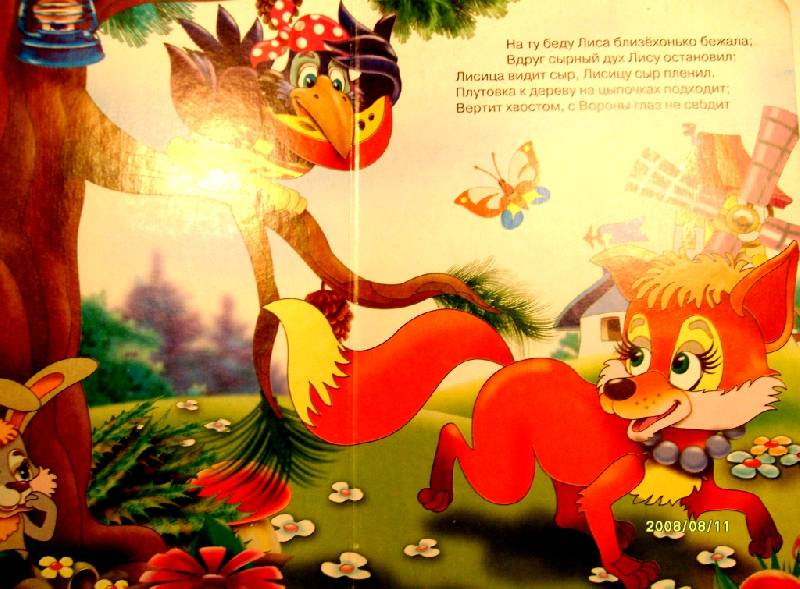 На ту беду Лиса близёхонько бежала;
Вдруг сырный дух Лису остановил:
Лисица видит сыр, Лисицу сыр пленил.
Плутовка к дереву на цыпочках подходит;
Вертит хвостом, с Вороны глаз не сводит
2008/08/11